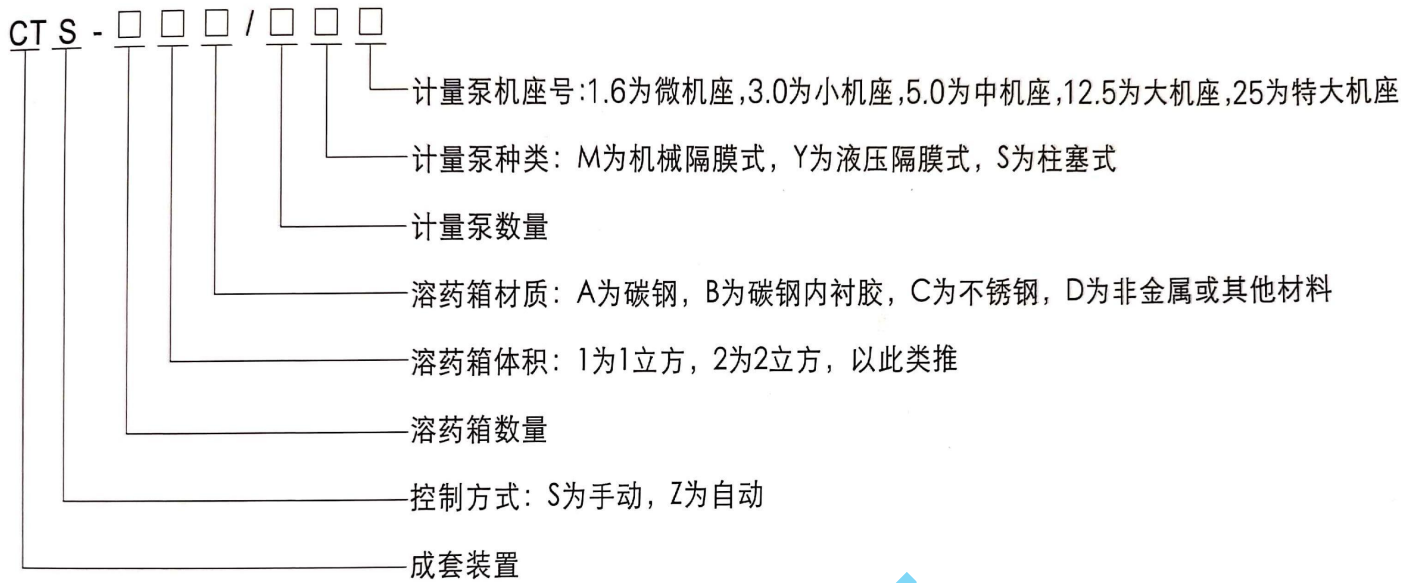 CT S - □ □ □ / □ □ □
计量泵机座号:1.6为微机座,3.0为小机座,5.0为中机座,12.5为大机座,25为特大机座
计量泵种类：M为机械隔膜式，Y为液压隔膜式，S为柱塞式
计量泵数量
溶药箱材质：A为碳钢，B为碳钢内衬胶，C为不锈钢，D为非金属或其他材料
溶药箱体积：1为1立方，2为2立方，以此类推
溶药箱数量
控制方式：S为手动，Z为自动
成套装置